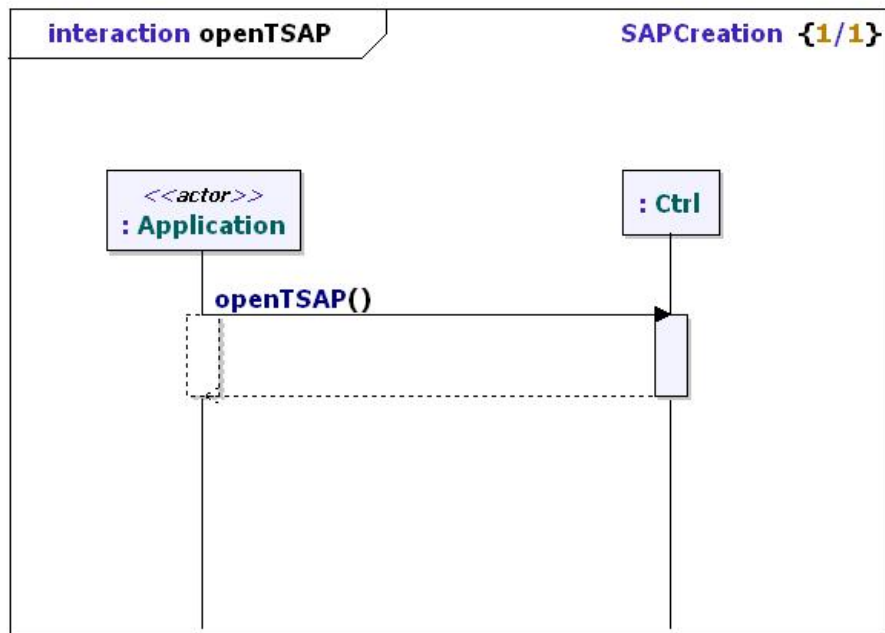 interaction openTSAP
SAPCreation {1/1}
<<actor>>
: Application
: Ctrl
openTSAP()